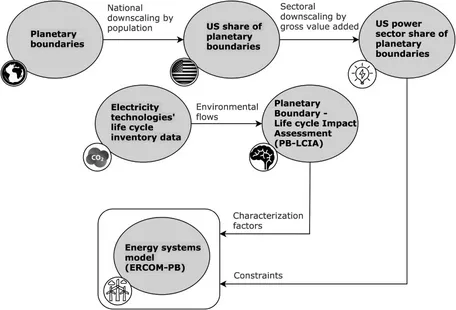 Planetary
boundaries
National
downscaling by
population
US share of
planetary
boundaries
Sectoral
downscaling by
gross value added
US power
sector share of
planetary
boundaries
Electricity
technologies'
life cycle
inventory data
CO₂
Environmental
flows
Planetary
Boundary -
Life cycle Impact
Assessment
(PB-LCIA)
Characterization
factors
Energy systems
model
(ERCOM-PB)
Constraints